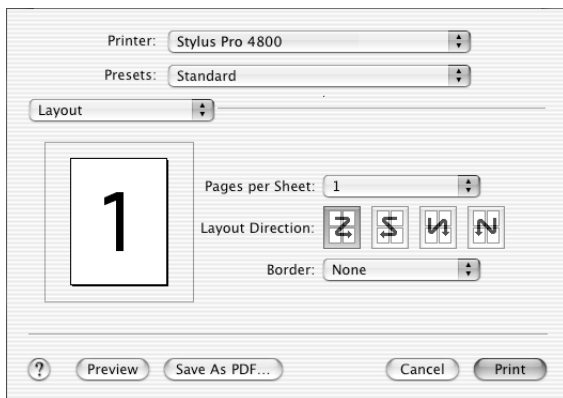 Printer: Stylus Pro 4800
Presets: Standard
Layout
1
Pages per Sheet: 1
Layout Direction:
Border: None
? Preview Save As PDF... Cancel Print